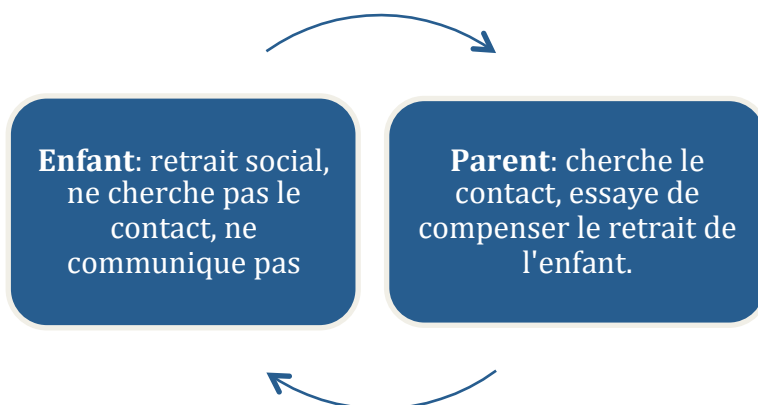 Enfant: retrait social,
ne cherche pas le
contact, ne
communique pas
Parent: cherche le
contact, essaye de
compenser le retrait de
l'enfant.